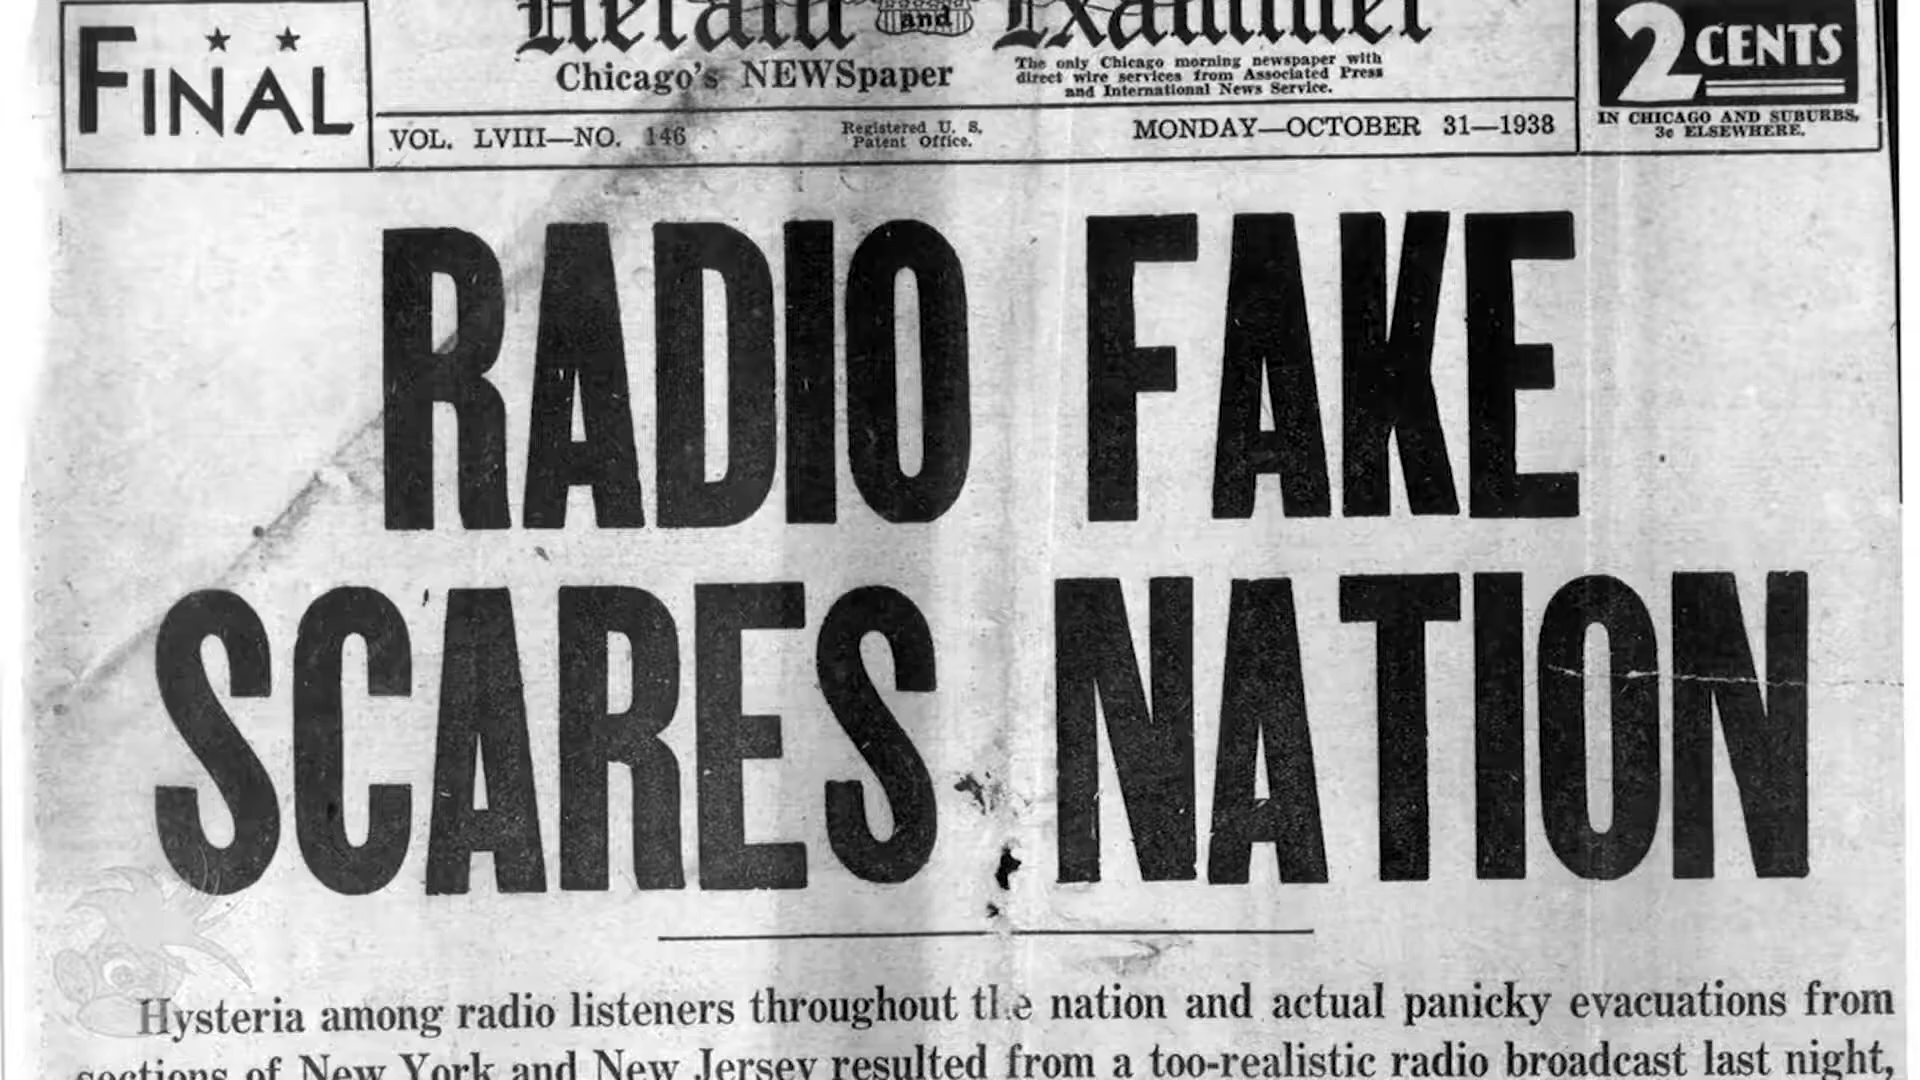 FINAL
Herald and Examiner
Chicago's NEWSpaper
The only Chicago morning newspaper with
direct wire services from Associated Press
and International News Service.
2 CENTS
IN CHICAGO AND SUBURBS,
3c ELSEWHERE.
VOL. LVIII—NO. 146
Registered U. S.
Patent Office.
MONDAY—OCTOBER 31—1938
RADIO FAKE
SCARES NATION
Hysteria among radio listeners throughout the nation and actual panicky evacuations from
sections of New York and New Jersey resulted from a too-realistic radio broadcast last night,